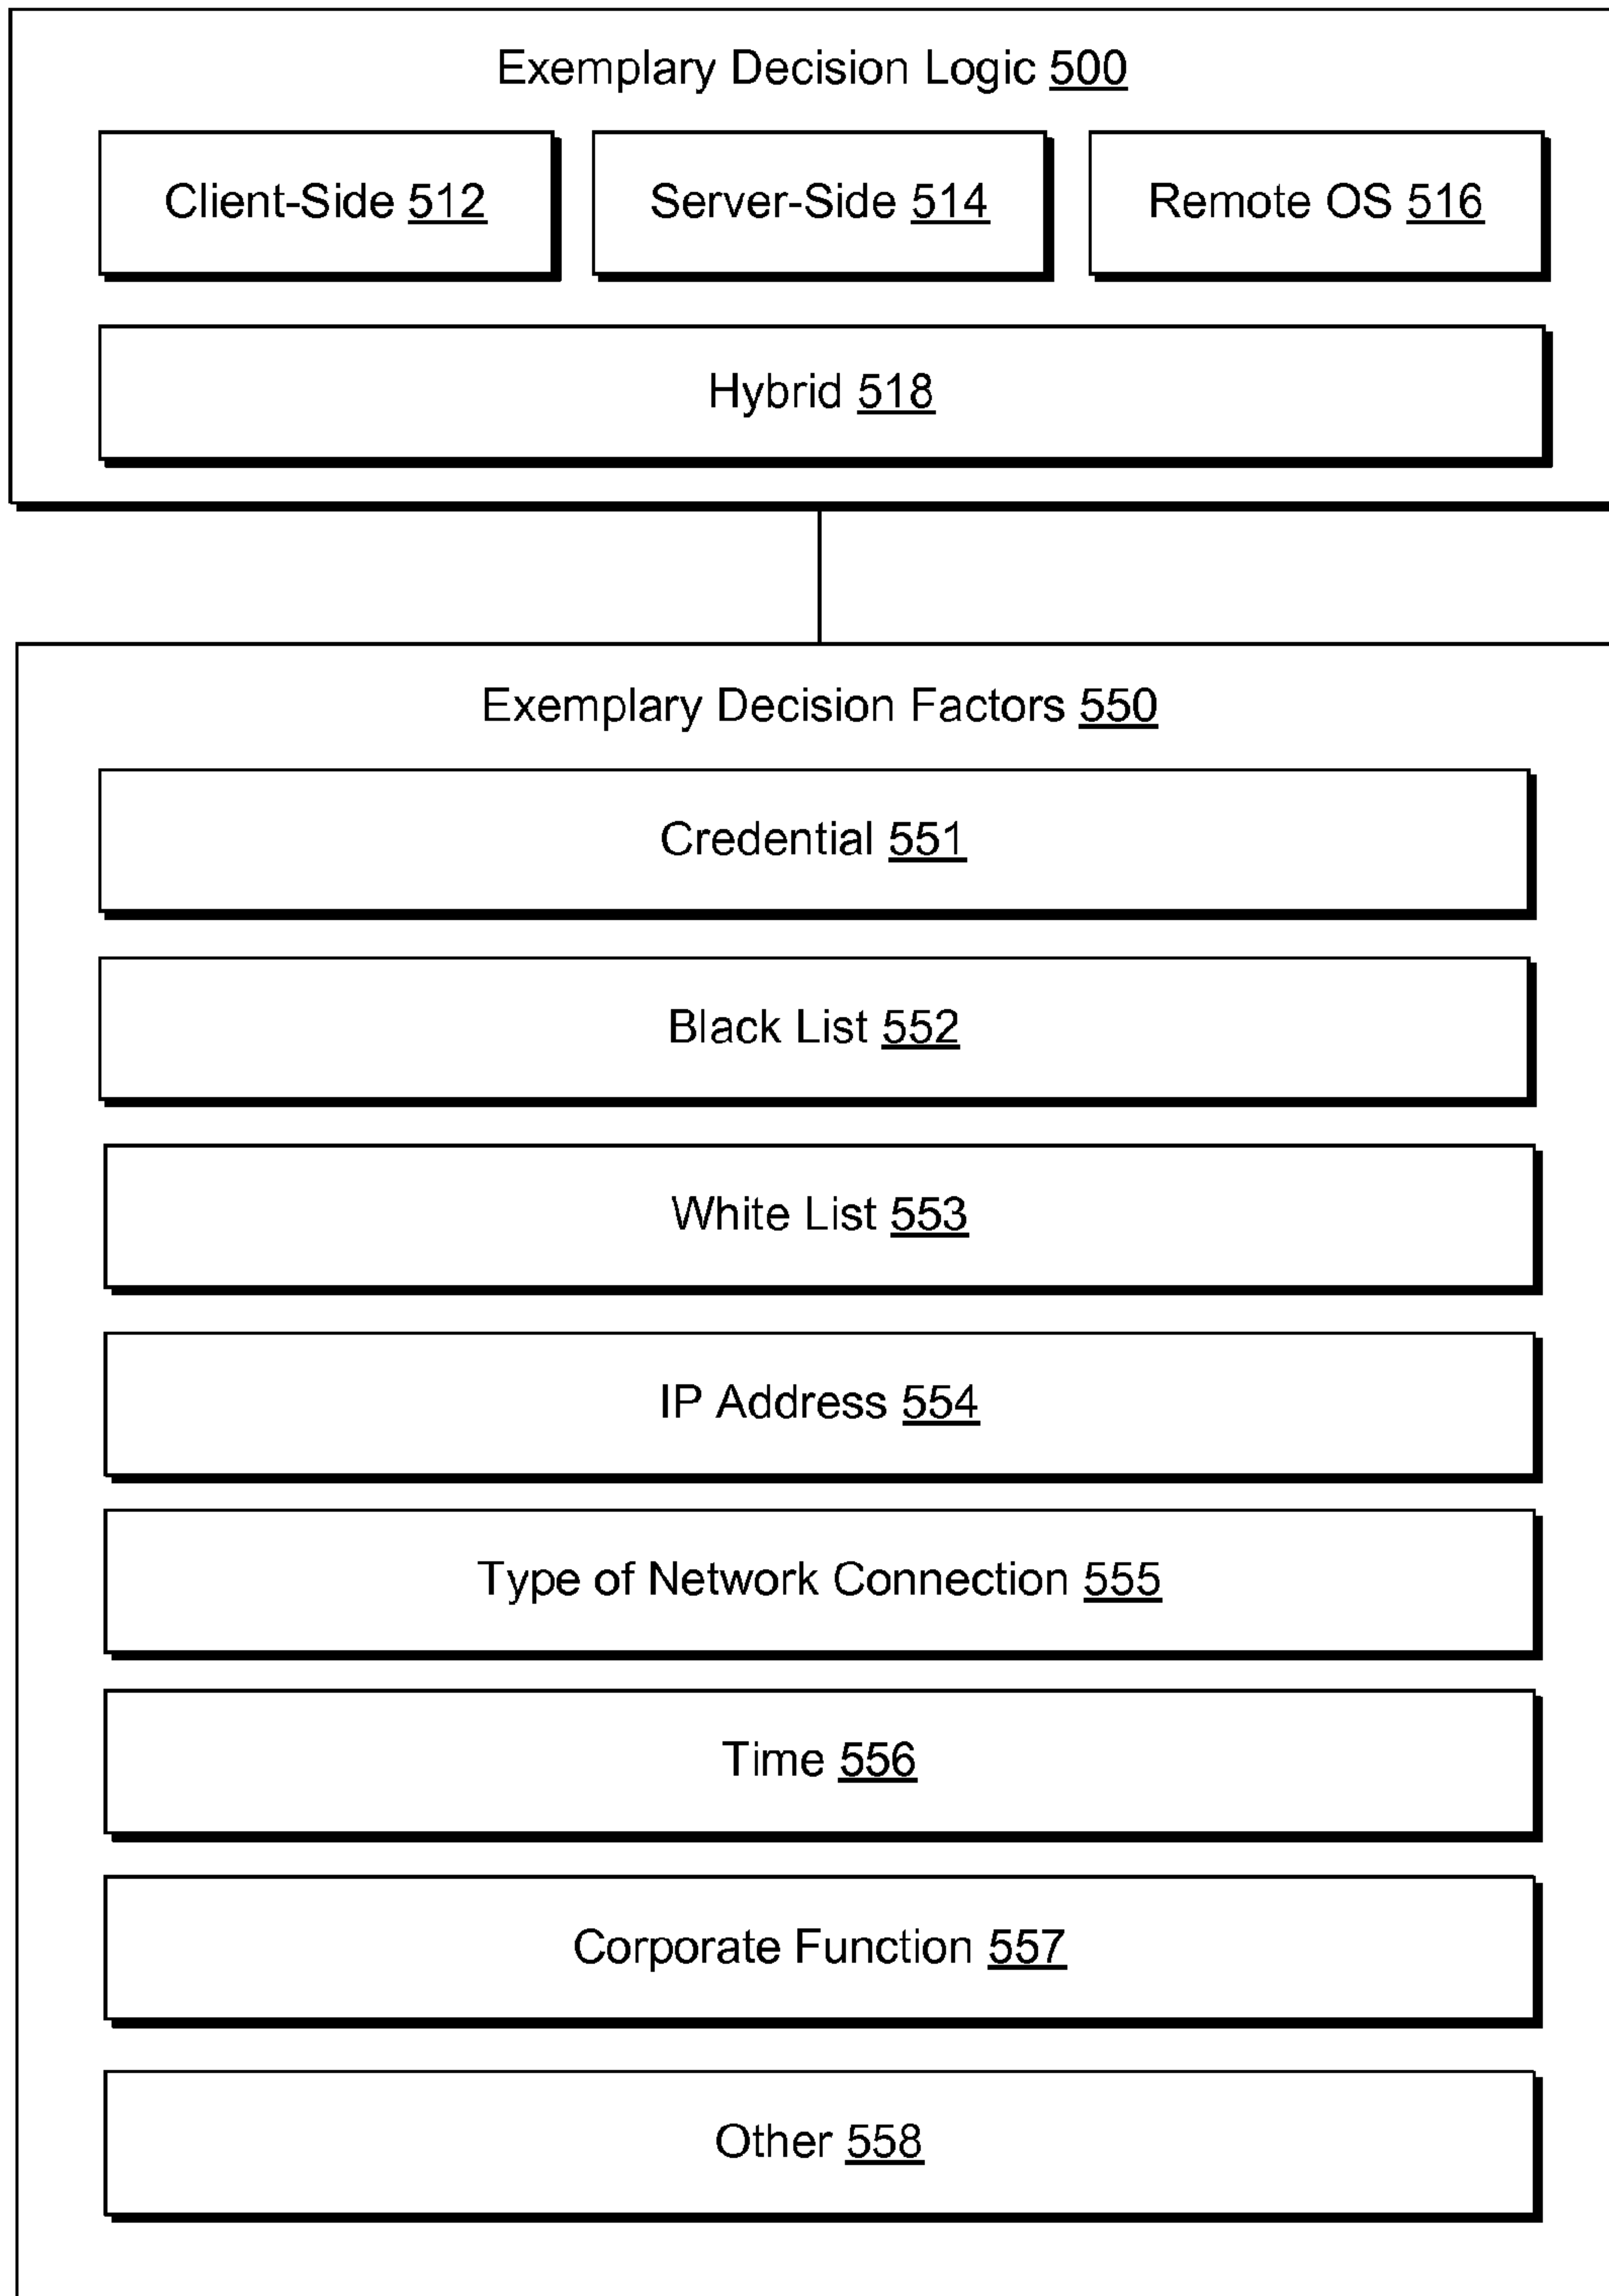 Exemplary Decision Logic 500
Client-Side 512
Server-Side 514
Remote OS 516
Hybrid 518
Exemplary Decision Factors 550
Credential 551
Black List 552
White List 553
IP Address 554
Type of Network Connection 555
Time 556
Corporate Function 557
Other 558